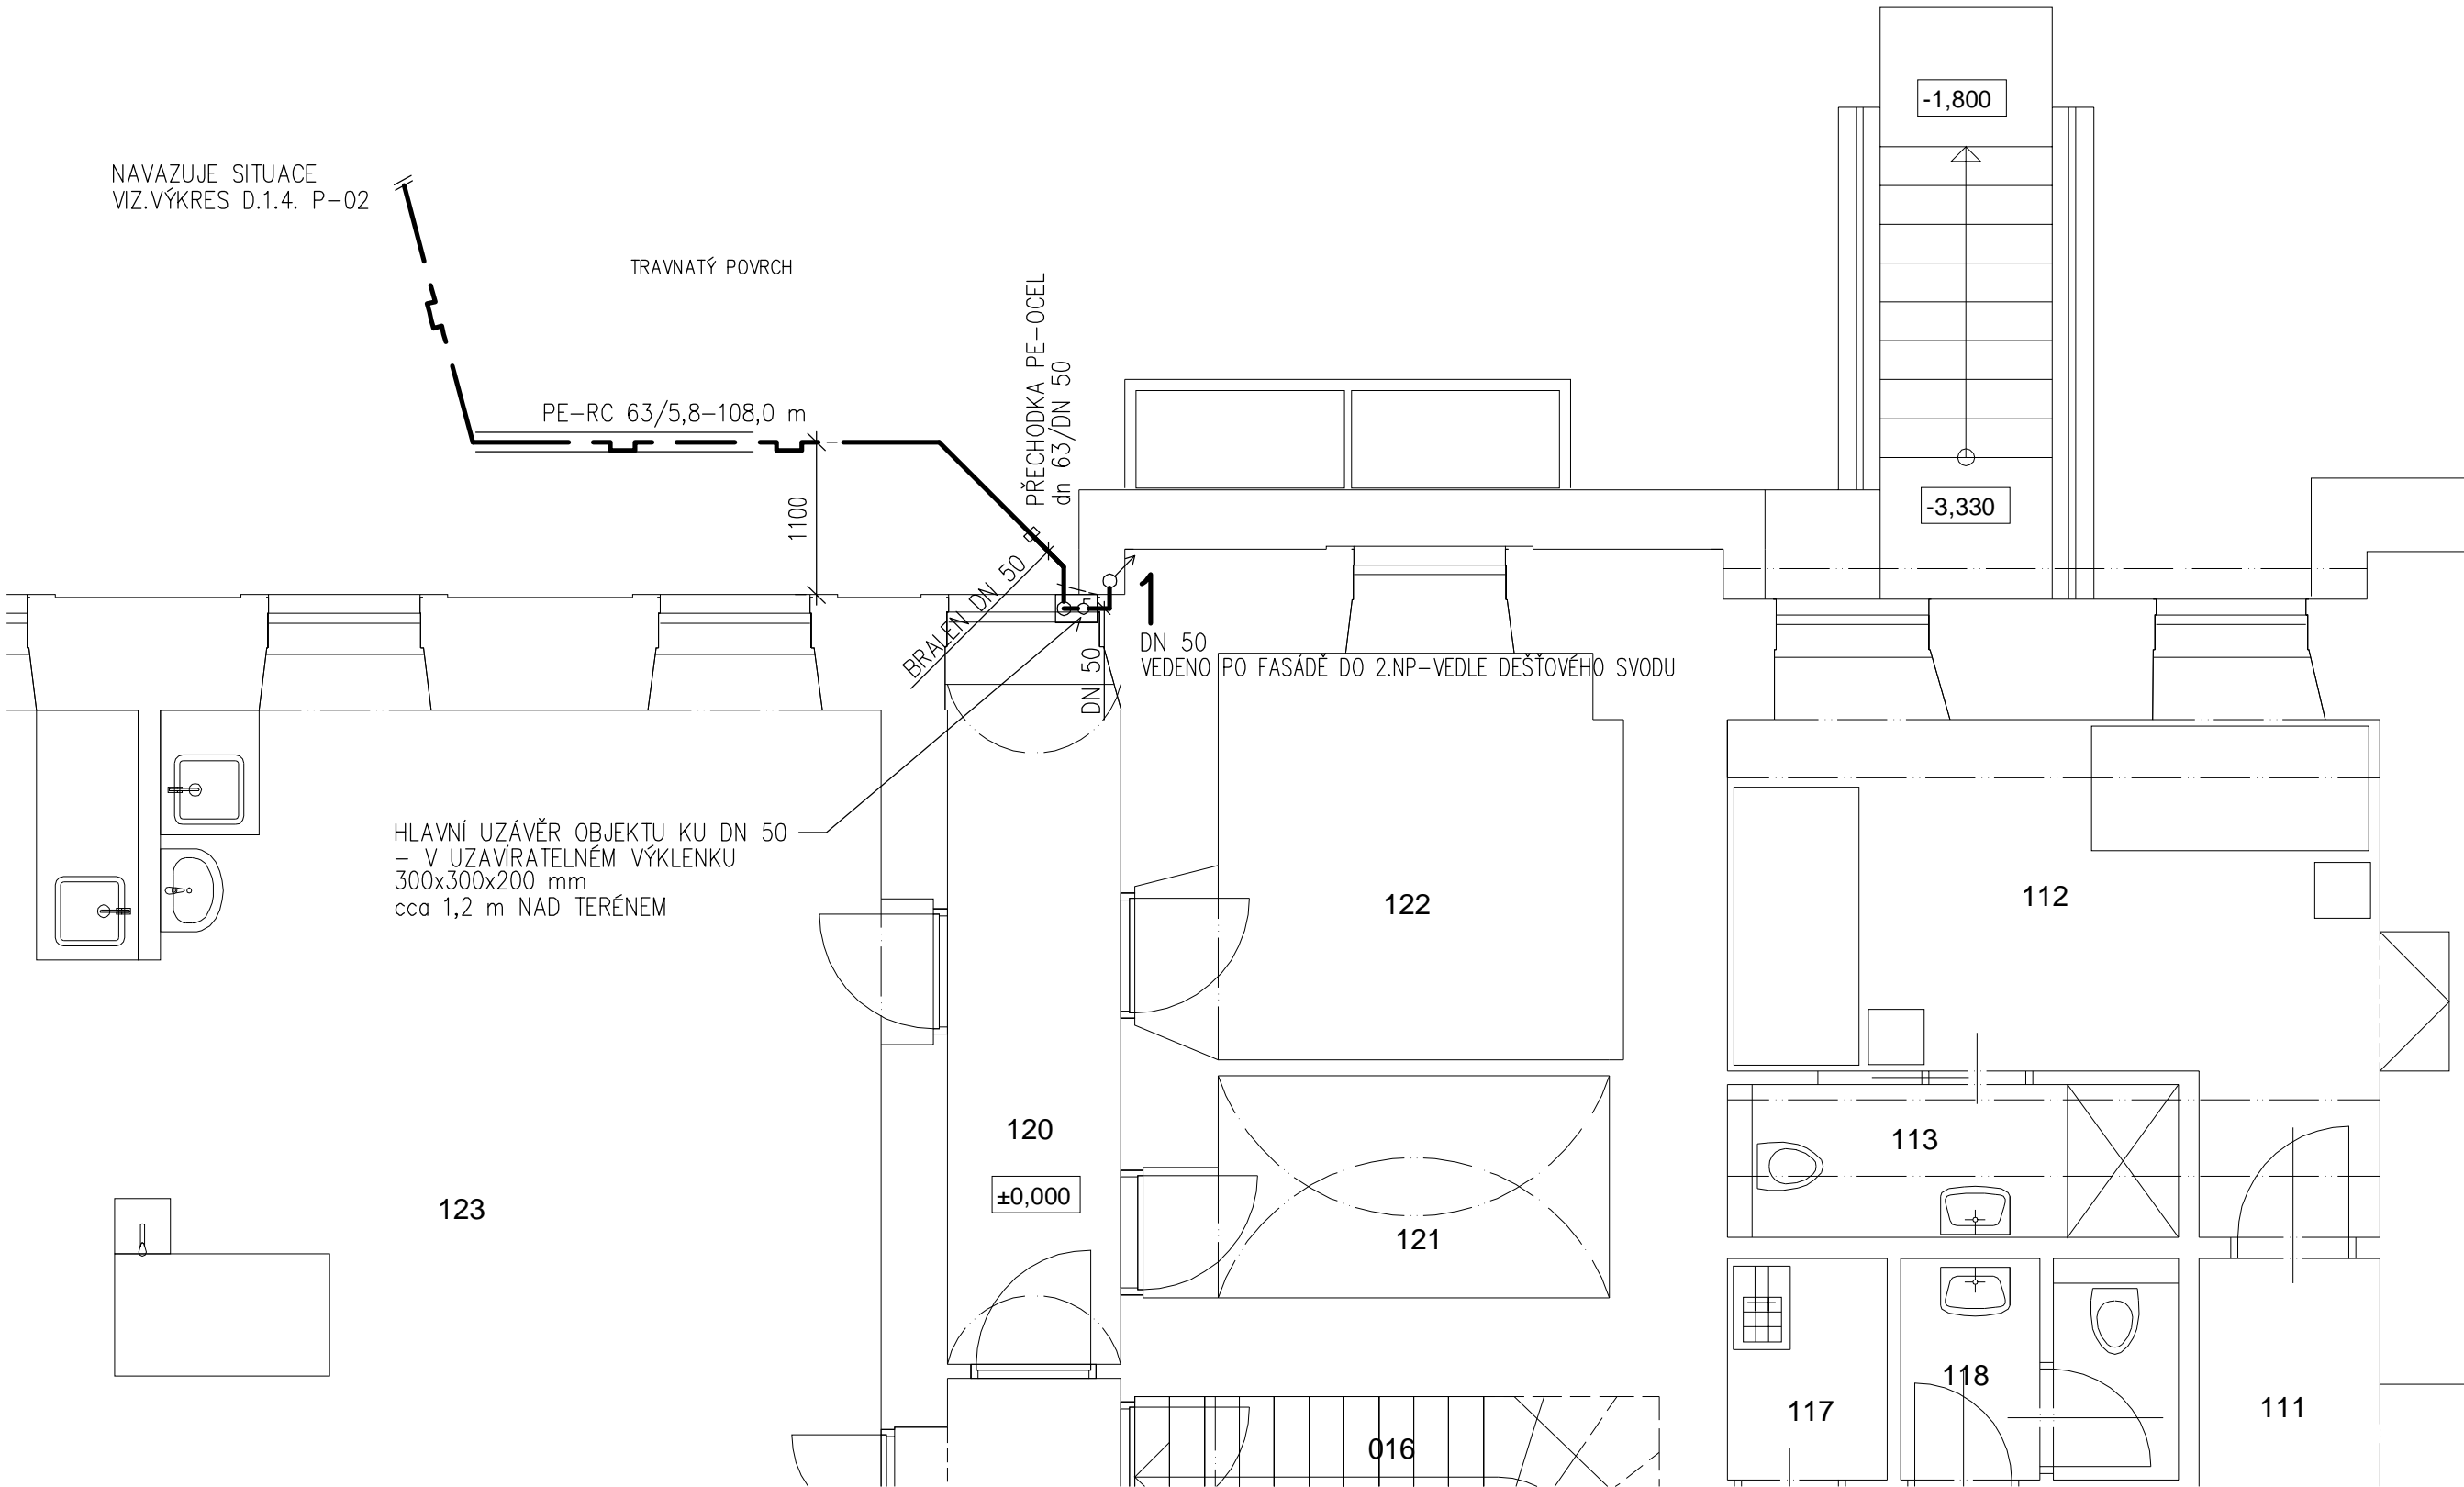 -1,800
NAVAZUJE SITUACE
VIZ.VÝKRES D.1.4. P-02
TRAVNATÝ POVRCH
PŘECHODKA PE-OCEL
dn 63/DN 50
PE-RC 63/5,8-108,0 m
1100
-3,330
BRALEN DN 50
1
DN 50
VEDENO PO FASÁDĚ DO 2.NP-VEDLE DEŠŤOVÉHO SVODU
DN 50
HLAVNÍ UZÁVĚR OBJEKTU KU DN 50
- V UZAVÍRATELNÉM VÝKLENKU
300x300x200 mm
cca 1,2 m NAD TERÉNEM
122
112
120
113
±0,000
123
121
118
117
111
016